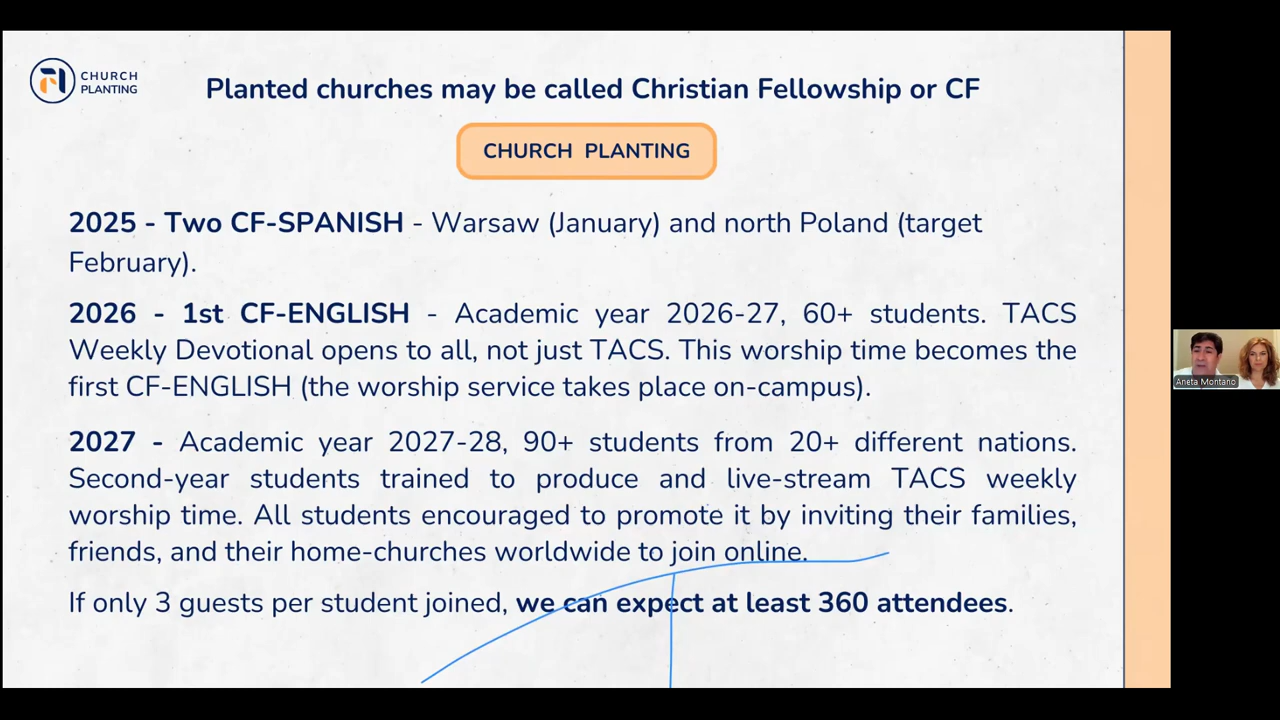 CHURCH
PLANTING
Planted churches may be called Christian Fellowship or CF
CHURCH PLANTING
2025 - Two CF-SPANISH - Warsaw (January) and north Poland (target
February).
2026 - 1st CF-ENGLISH - Academic year 2026-27, 60+ students. TACS
Weekly Devotional opens to all, not just TACS. This worship time becomes the
first CF-ENGLISH (the worship service takes place on-campus).
2027 - Academic year 2027-28, 90+ students from 20+ different nations.
Second-year students trained to produce and live-stream TACS weekly
worship time. All students encouraged to promote it by inviting their families,
friends, and their home-churches worldwide to join online.
If only 3 guests per student joined, we can expect at least 360 attendees.
Aneta Montano